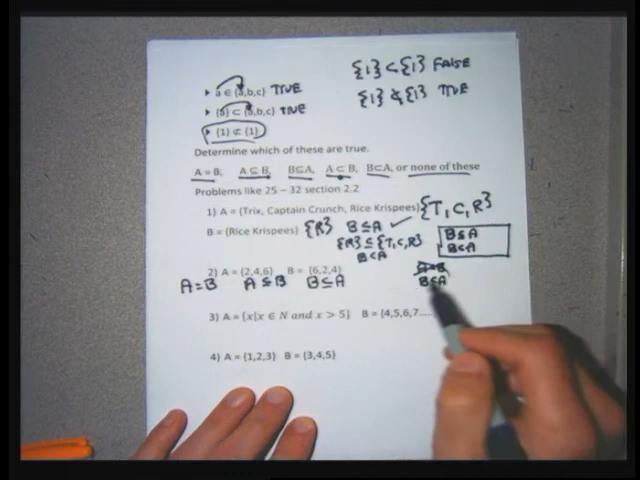 {1} ⊂ {1} FALSE
▸ a ∈ {a,b,c} TRUE
{1} ⊄ {1} TRUE
▸ {a} ⊂ {a,b,c} TRUE
▸ {1} ⊄ {1}
Determine which of these are true.
A = B, A ⊆ B, B⊆A, A ⊂ B, B⊂A, or none of these
Problems like 25 – 32 section 2.2
1) A = {Trix, Captain Crunch, Rice Krispees} {T,C,R}
B = {Rice Krispees} {R} B⊆A ✓ B⊆A
{R} ⊆ {T,C,R} B⊂A
B⊂A
2) A = {2,4,6} B = {6,2,4}
A=B A⊆B B⊆A
3) A = {x|x ∈ N and x > 5} B = {4,5,6,7....
4) A = {1,2,3} B = {3,4,5}